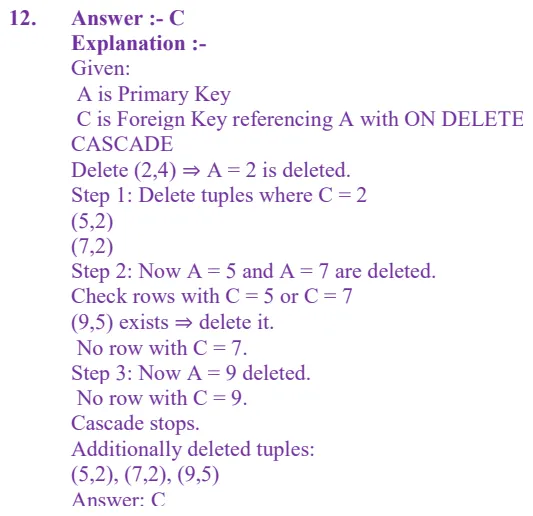 12. Answer :- C
Explanation :-
Given:
A is Primary Key
C is Foreign Key referencing A with ON DELETE
CASCADE
Delete (2,4) ⇒ A = 2 is deleted.
Step 1: Delete tuples where C = 2
(5,2)
(7,2)
Step 2: Now A = 5 and A = 7 are deleted.
Check rows with C = 5 or C = 7
(9,5) exists ⇒ delete it.
No row with C = 7.
Step 3: Now A = 9 deleted.
No row with C = 9.
Cascade stops.
Additionally deleted tuples:
(5,2), (7,2), (9,5)
Answer: C